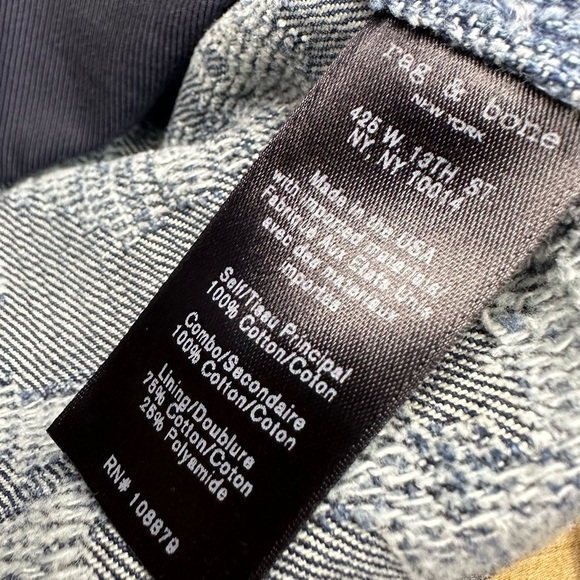 rag & bone
NEW YORK
425 W. 13TH ST
NY, NY 10014
Made in the USA
with imported materials
Fabriqué Aux États Unis
avec des matériaux
importés
Self/Tissu Principal
100% Cotton/Coton
Combo/Secondaire
100% Cotton/Coton
Lining/Doublure
75% Cotton/Coton
25% Polyamide
RN# 108879